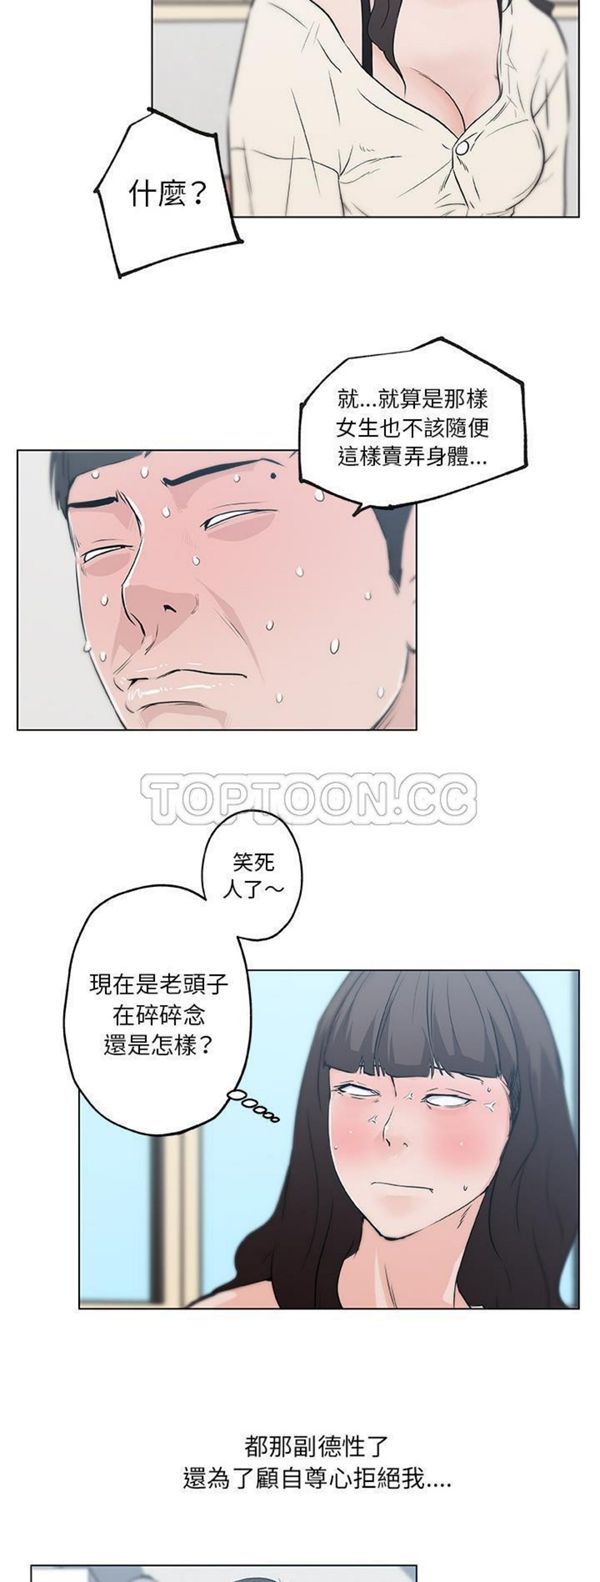 什麼？
就...就算是那樣
女生也不該隨便
這樣賣弄身體...
TOPTOON.CC
笑死
人了～
現在是老頭子
在碎碎念
還是怎樣？
都那副德性了
還為了顧自尊心拒絕我....